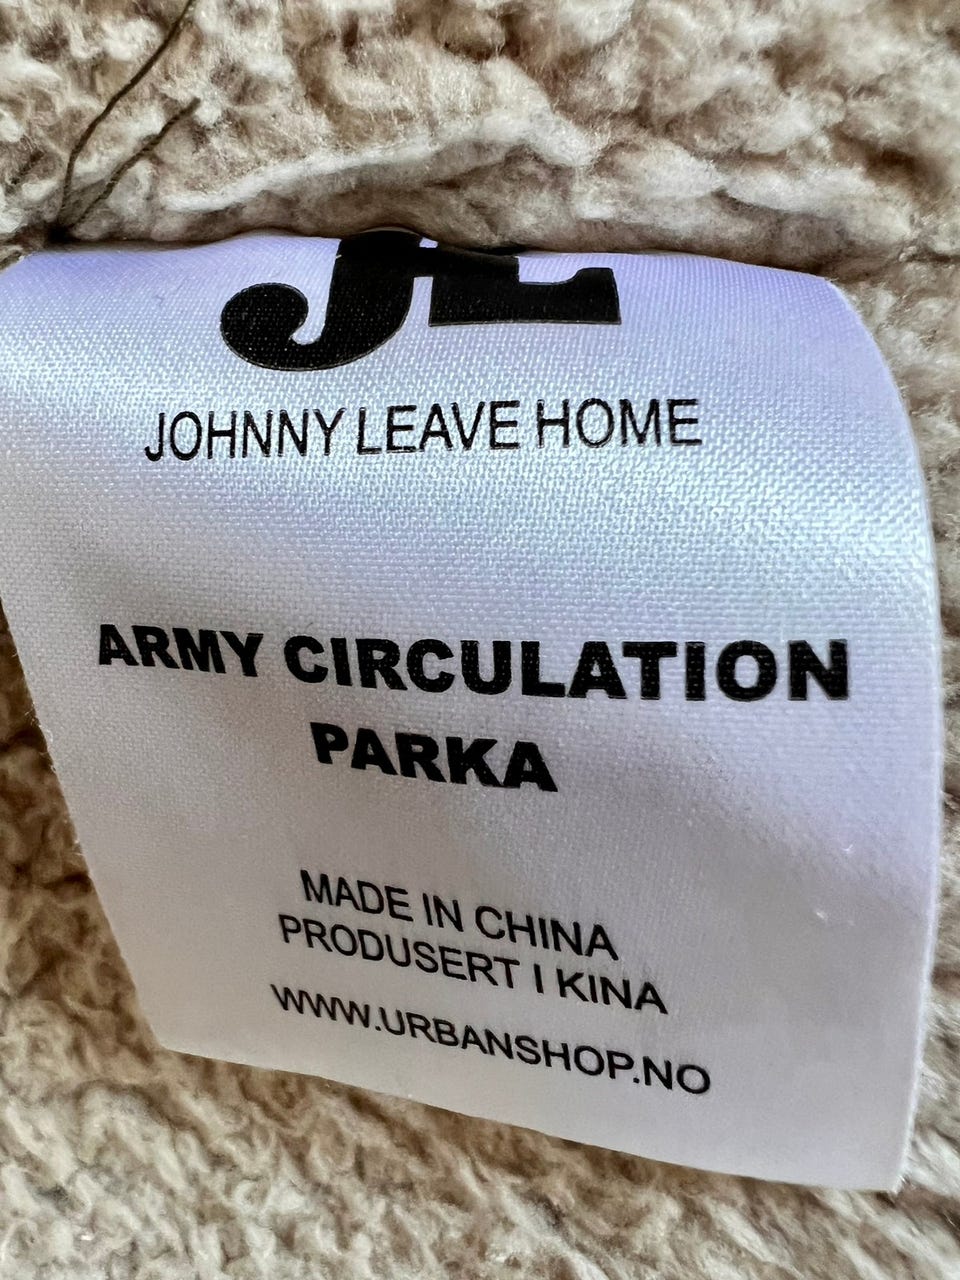 JL
JOHNNY LEAVE HOME
ARMY CIRCULATION
PARKA
MADE IN CHINA
PRODUSERT I KINA
WWW.URBANSHOP.NO